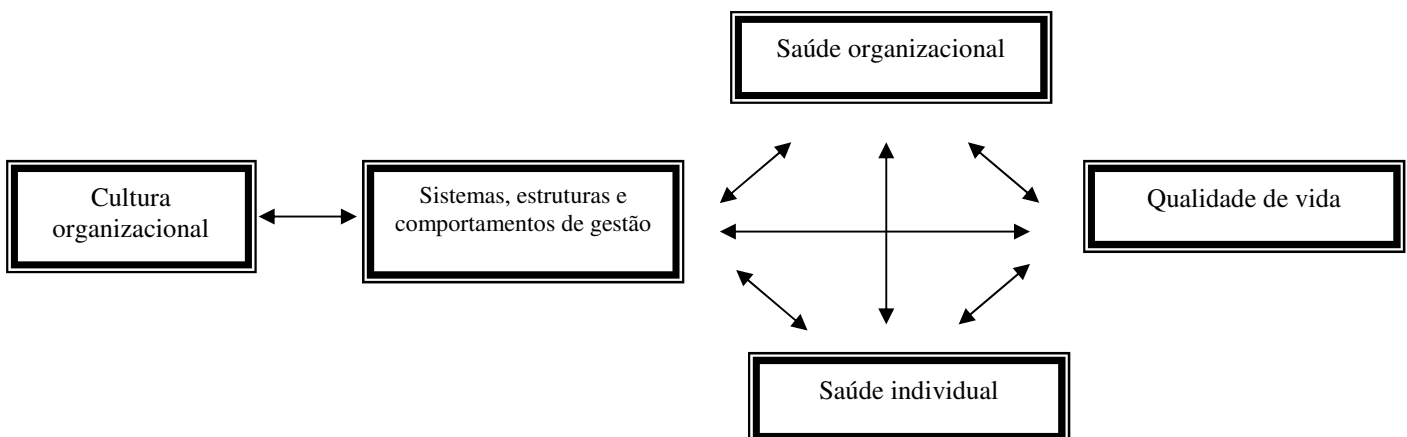 Saúde organizacional
Cultura
organizacional
Sistemas, estruturas e
comportamentos de gestão
Qualidade de vida
Saúde individual